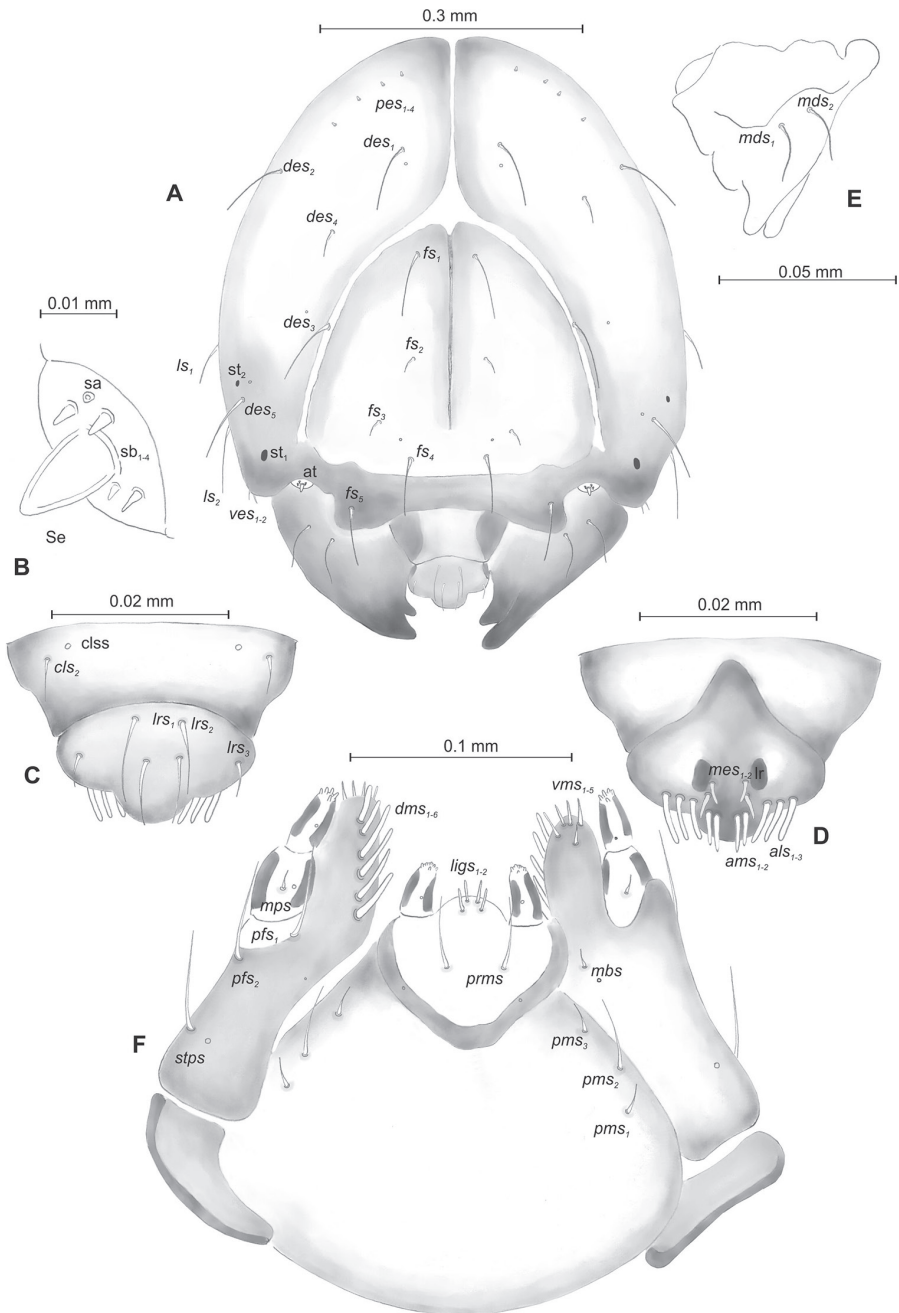 0.3 mm
A
pes₁₋₄
des₁
des₂
des₄
fs₁
des₃
fs₂
ls₁
st₂
fs₃
des₅
fs₄
st₁
at
ls₂
fs₅
ves₁₋₂
mds₂
mds₁
E
0.05 mm
0.01 mm
sa
sb₁₋₄
Se
B
0.02 mm
clss
cls₂
lrs₁ lrs₂
lrs₃
C
0.02 mm
mes₁₋₂ lr
als₁₋₃
ams₁₋₂
D
0.1 mm
vms₁₋₅
dms₁₋₆
ligs₁₋₂
mps
pfs₁
pfs₂
prms
mbs
F
stps
pms₃
pms₂
pms₁